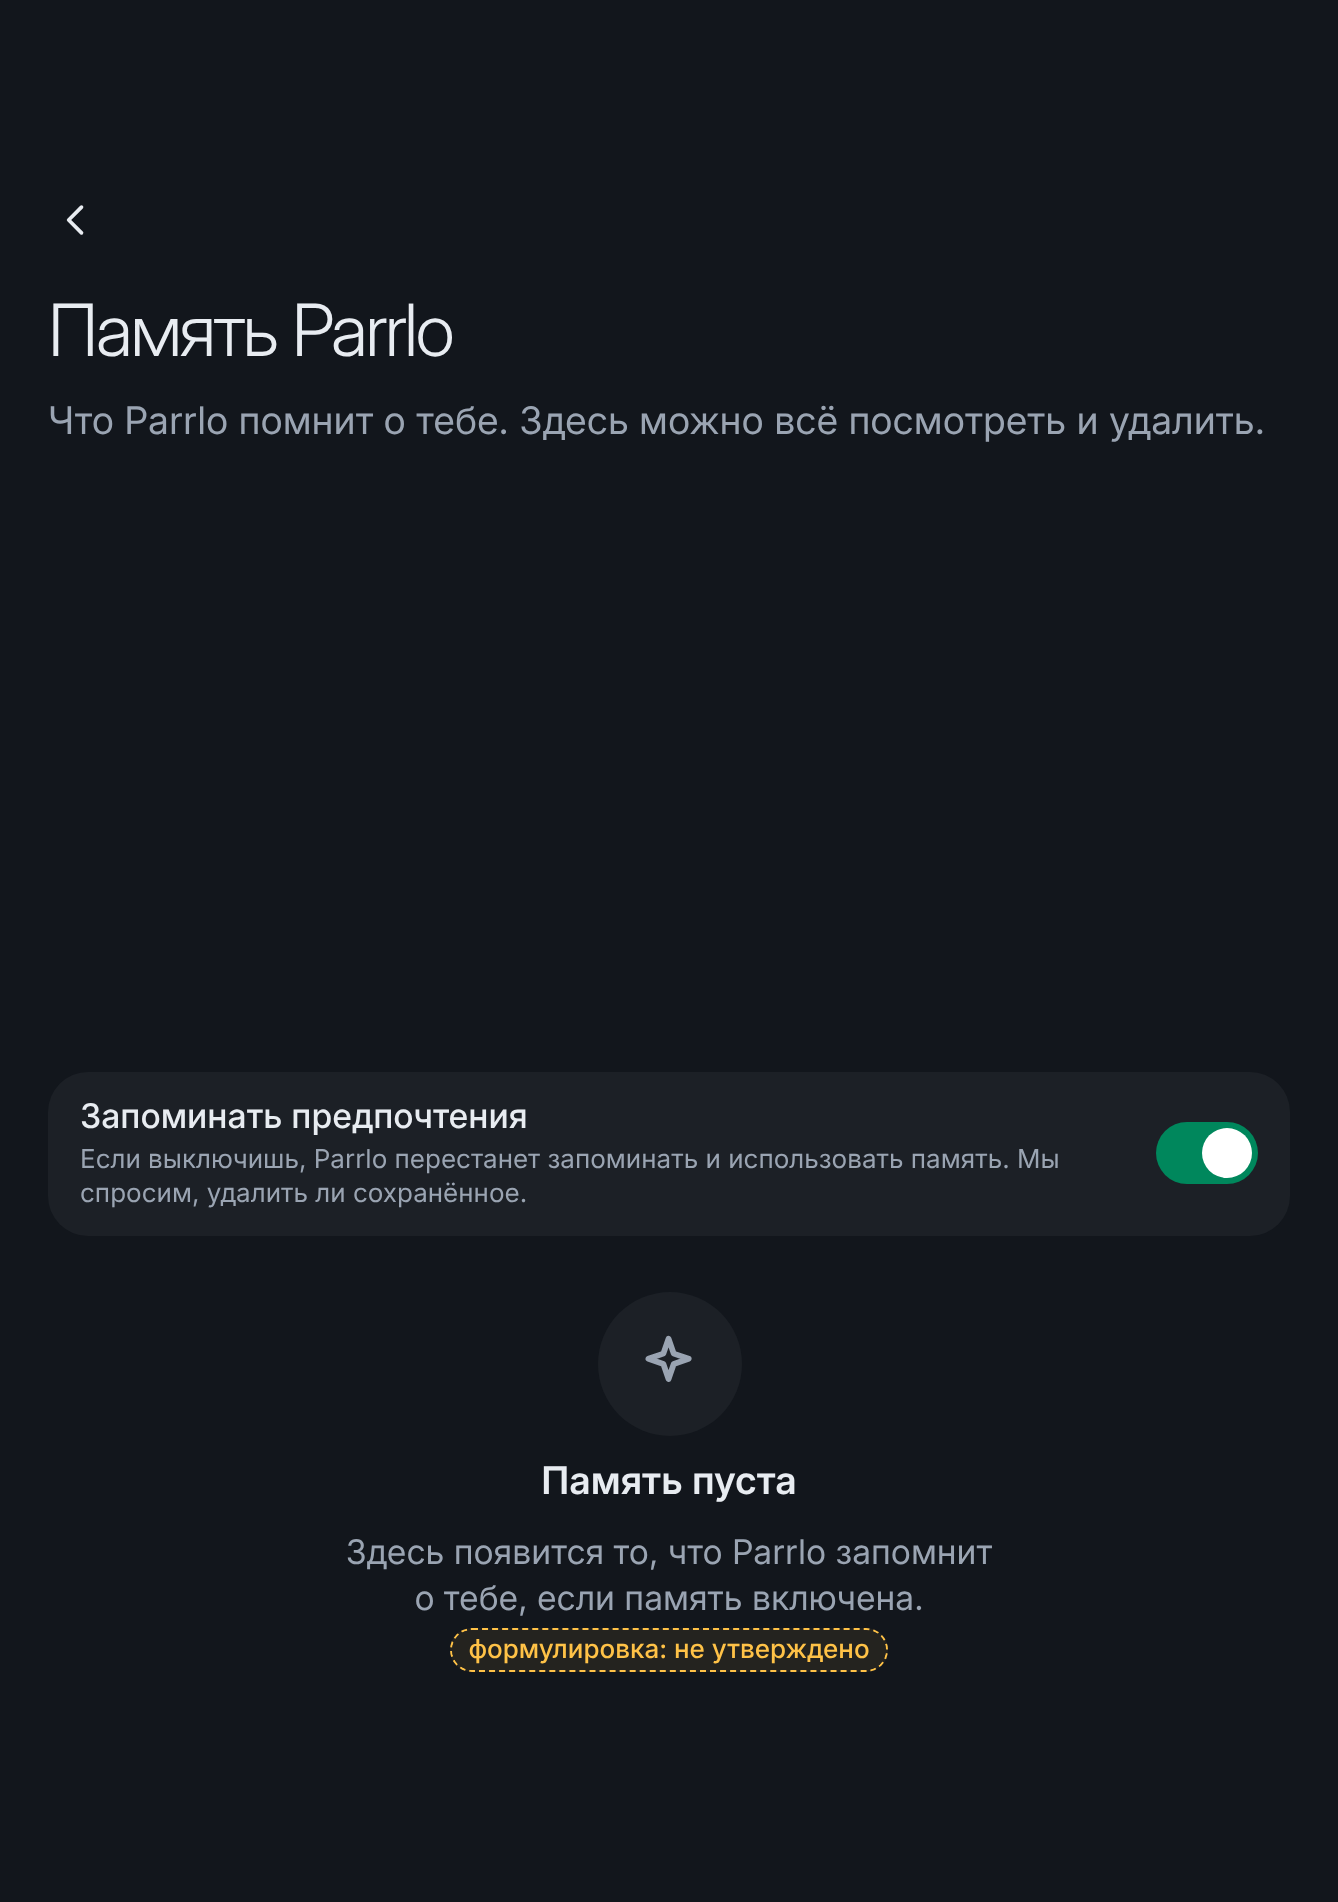 Память Parrlo
Что Parrlo помнит о тебе. Здесь можно всё посмотреть и удалить.
Запоминать предпочтения
Если выключишь, Parrlo перестанет запоминать и использовать память. Мы
спросим, удалить ли сохранённое.
Память пуста
Здесь появится то, что Parrlo запомнит
о тебе, если память включена.
формулировка: не утверждено